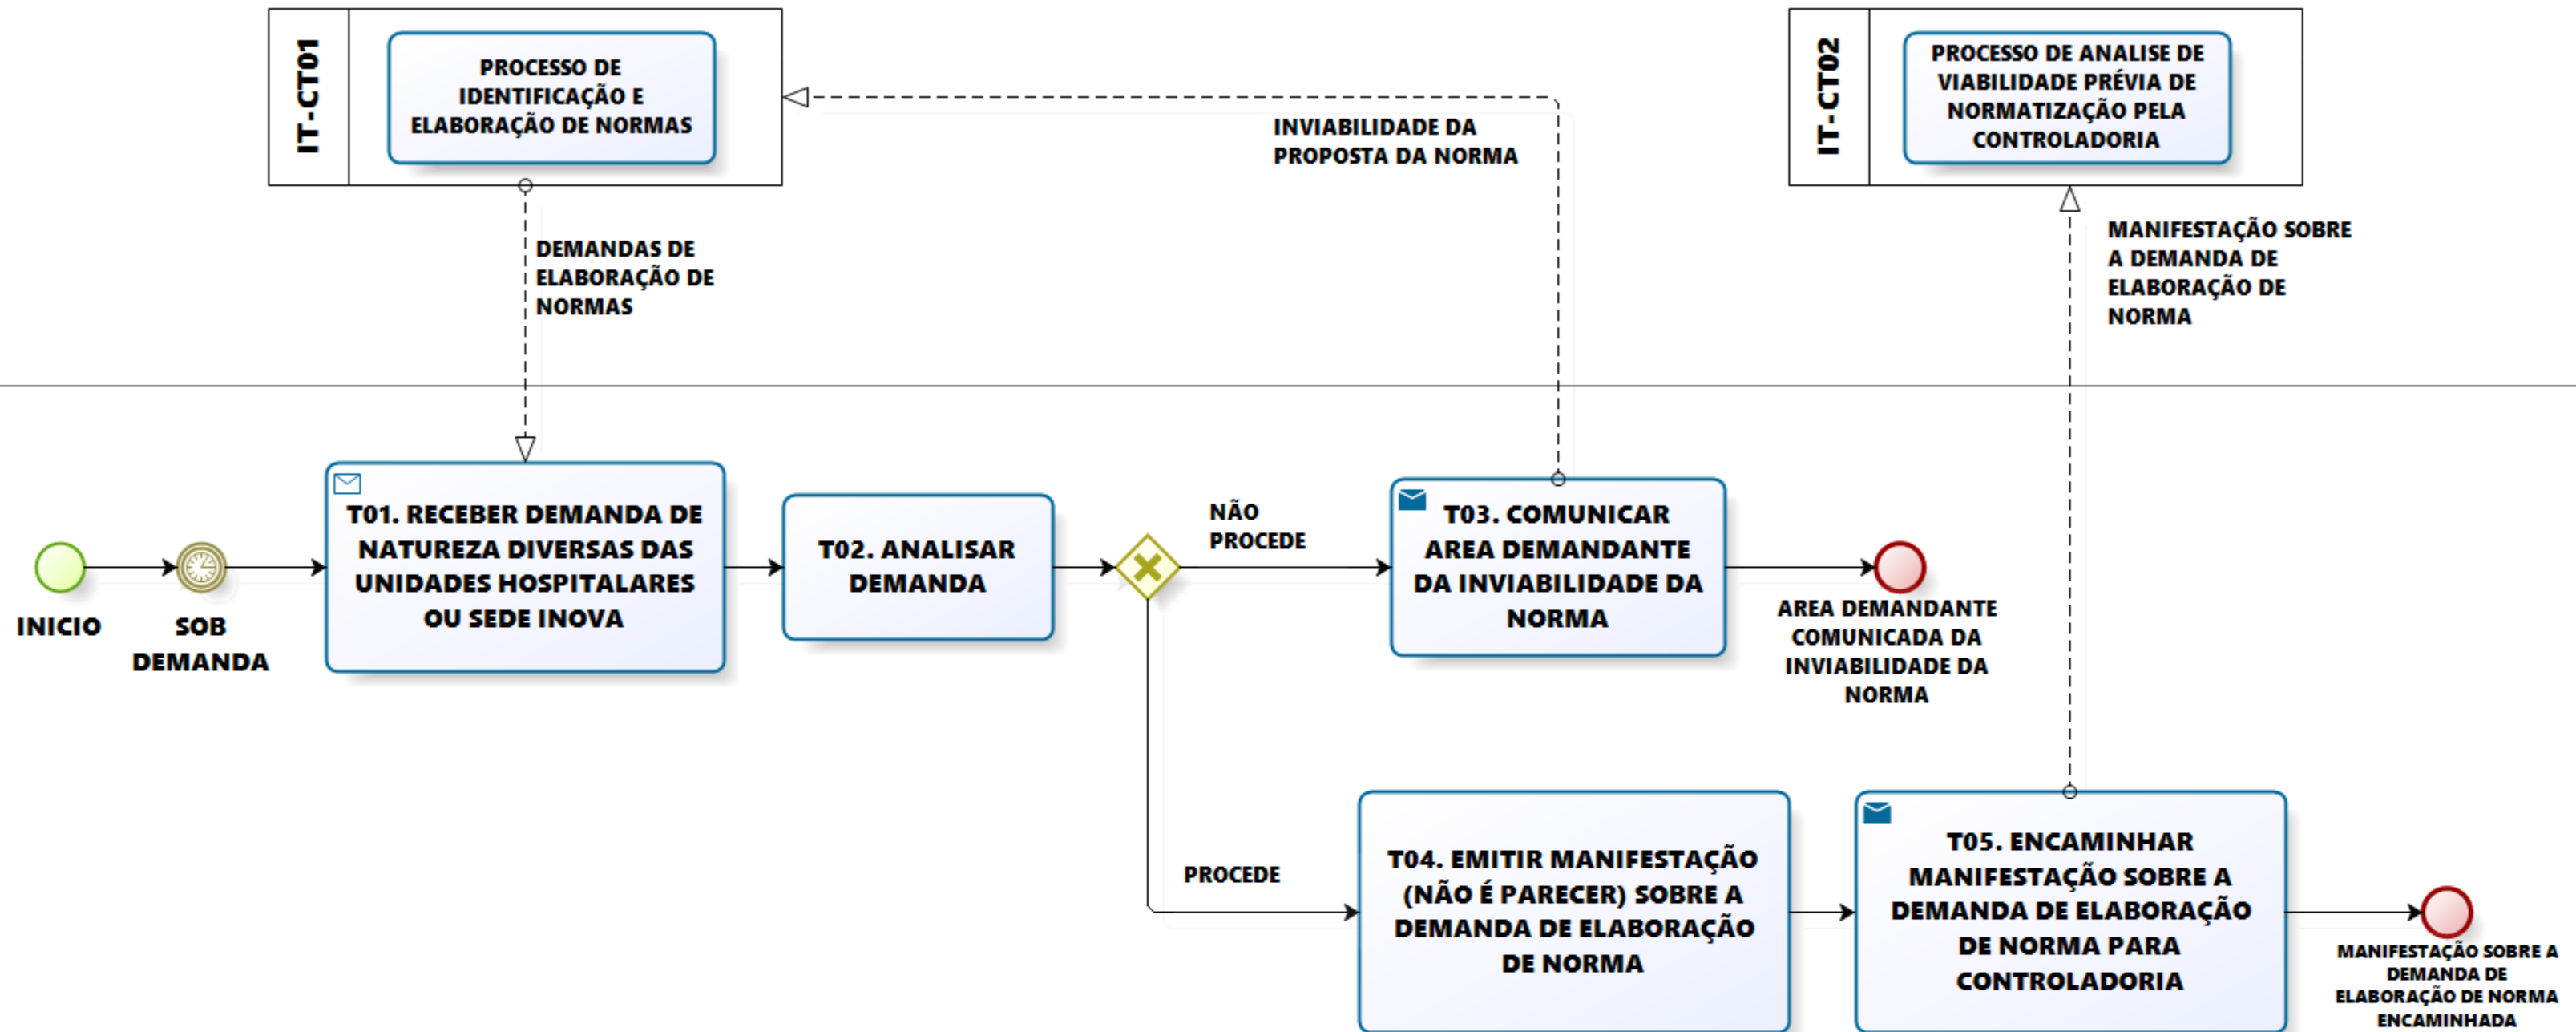 IT-CT01
PROCESSO DE
IDENTIFICAÇÃO E
ELABORAÇÃO DE NORMAS
INVIABILIDADE DA
PROPOSTA DA NORMA
IT-CT02
PROCESSO DE ANALISE DE
VIABILIDADE PRÉVIA DE
NORMATIZAÇÃO PELA
CONTROLADORIA
DEMANDAS DE
ELABORAÇÃO DE
NORMAS
MANIFESTAÇÃO SOBRE
A DEMANDA DE
ELABORAÇÃO DE
NORMA
INICIO
SOB
DEMANDA
T01. RECEBER DEMANDA DE
NATUREZA DIVERSAS DAS
UNIDADES HOSPITALARES
OU SEDE INOVA
T02. ANALISAR
DEMANDA
NÃO
PROCEDE
T03. COMUNICAR
AREA DEMANDANTE
DA INVIABILIDADE DA
NORMA
AREA DEMANDANTE
COMUNICADA DA
INVIABILIDADE DA
NORMA
PROCEDE
T04. EMITIR MANIFESTAÇÃO
(NÃO É PARECER) SOBRE A
DEMANDA DE ELABORAÇÃO
DE NORMA
T05. ENCAMINHAR
MANIFESTAÇÃO SOBRE A
DEMANDA DE ELABORAÇÃO
DE NORMA PARA
CONTROLADORIA
MANIFESTAÇÃO SOBRE A
DEMANDA DE
ELABORAÇÃO DE NORMA
ENCAMINHADA